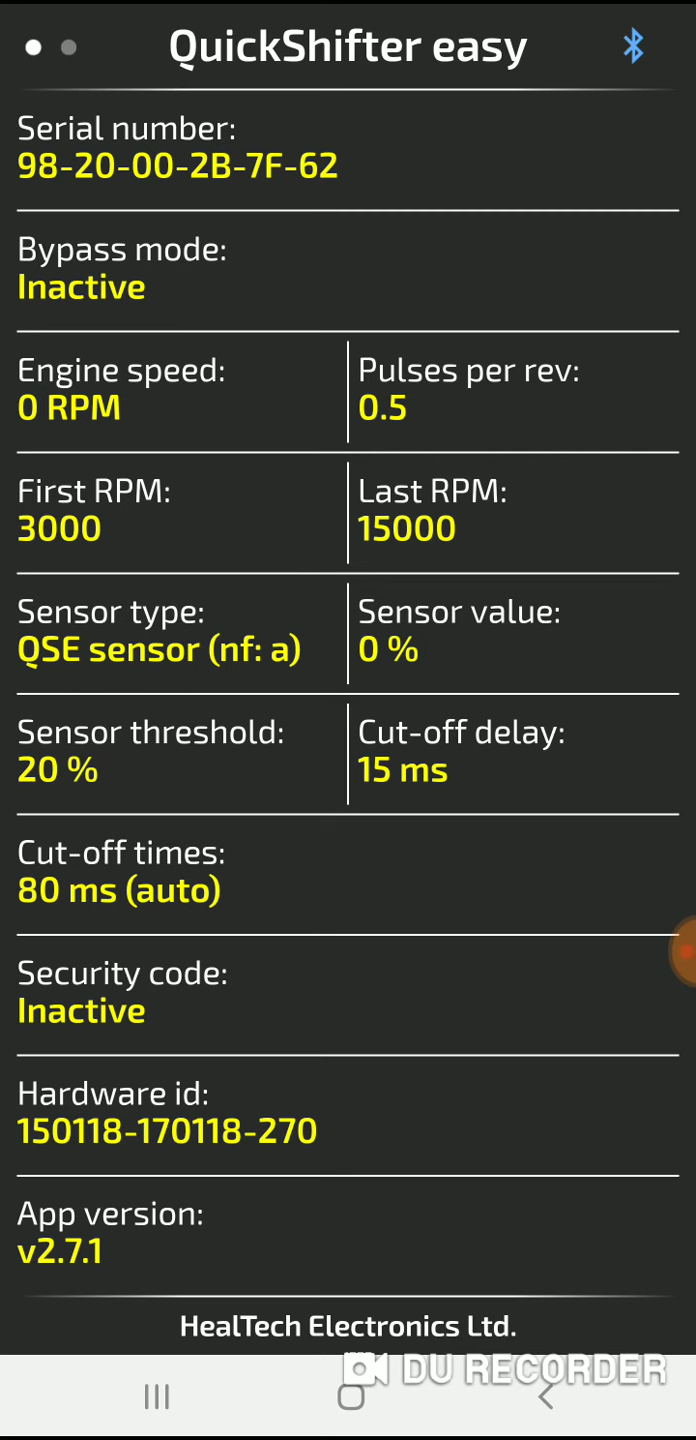 QuickShifter easy
Serial number:
98-20-00-2B-7F-62
Bypass mode:
Inactive
Engine speed:
0 RPM
Pulses per rev:
0.5
First RPM:
3000
Last RPM:
15000
Sensor type:
QSE sensor (nf: a)
Sensor value:
0 %
Sensor threshold:
20 %
Cut-off delay:
15 ms
Cut-off times:
80 ms (auto)
Security code:
Inactive
Hardware id:
150118-170118-270
App version:
v2.7.1
HealTech Electronics Ltd.
DU RECORDER